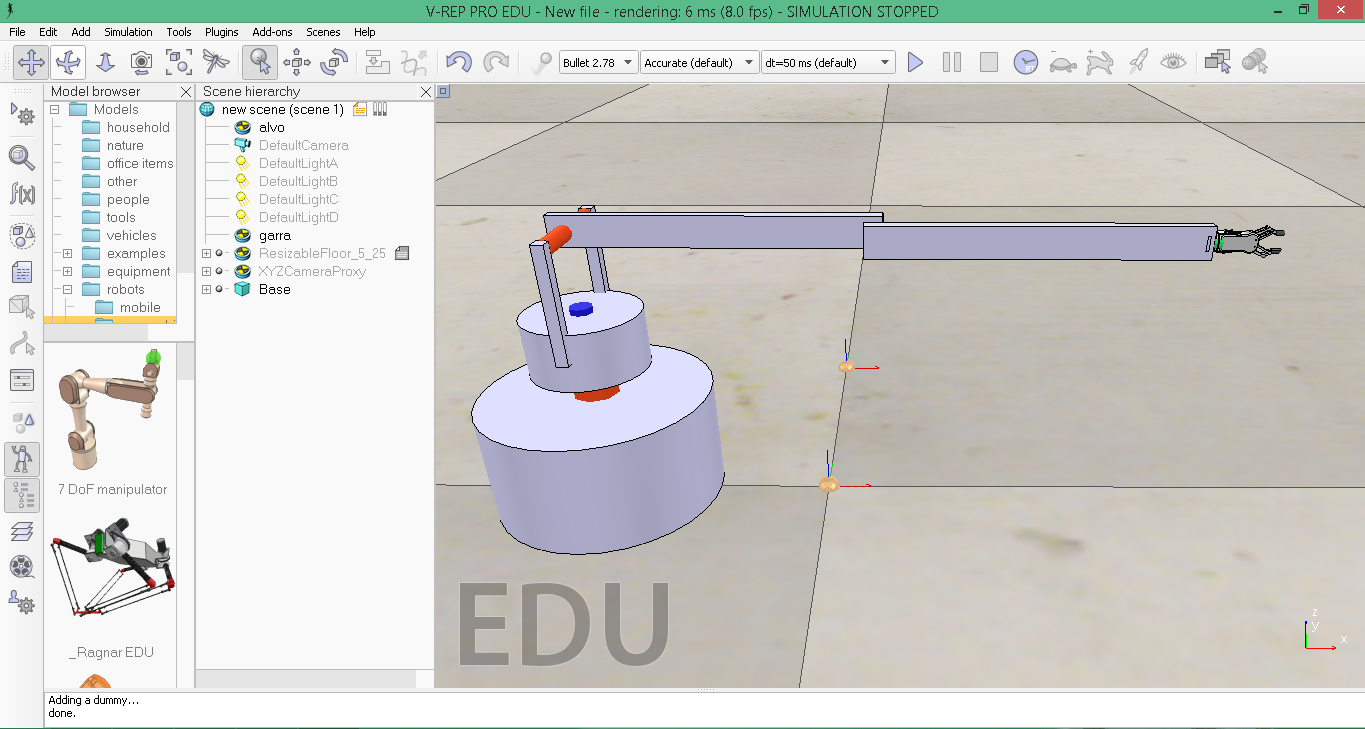 V-REP PRO EDU - New file - rendering: 6 ms (8.0 fps) - SIMULATION STOPPED
File Edit Add Simulation Tools Plugins Add-ons Scenes Help
Bullet 2.78 Accurate (default) dt=50 ms (default)
RT
f(x)
Model browser
Models
household
nature
office items
other
people
tools
vehicles
examples
equipment
robots
mobile
7 DoF manipulator
_Ragnar EDU
Scene hierarchy
new scene (scene 1)
alvo
DefaultCamera
DefaultLightA
DefaultLightB
DefaultLightC
DefaultLightD
garra
ResizableFloor_5_25
XYZCameraProxy
Base
EDU
z
y
x
Adding a dummy...
done.